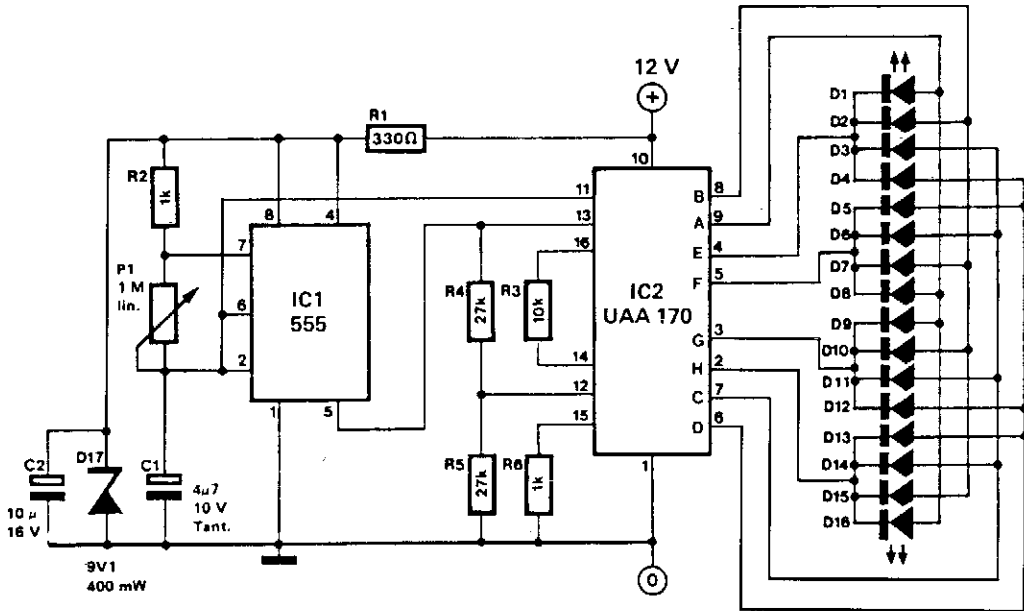 12 V
+
R1
330Ω
R2
1k
P1
1 M
lin.
8
4
7
6
2
1
5
IC1
555
C2
10 µ
16 V
D17
9V1
400 mW
C1
4µ7
10 V
Tant.
R4
27k
R3
10k
R5
27k
R6
1k
10
11
13
16
14
12
15
1
IC2
UAA 170
B
A
E
F
G
H
C
D
8
9
4
5
3
2
7
6
0
D1
D2
D3
D4
D5
D6
D7
D8
D9
D10
D11
D12
D13
D14
D15
D16